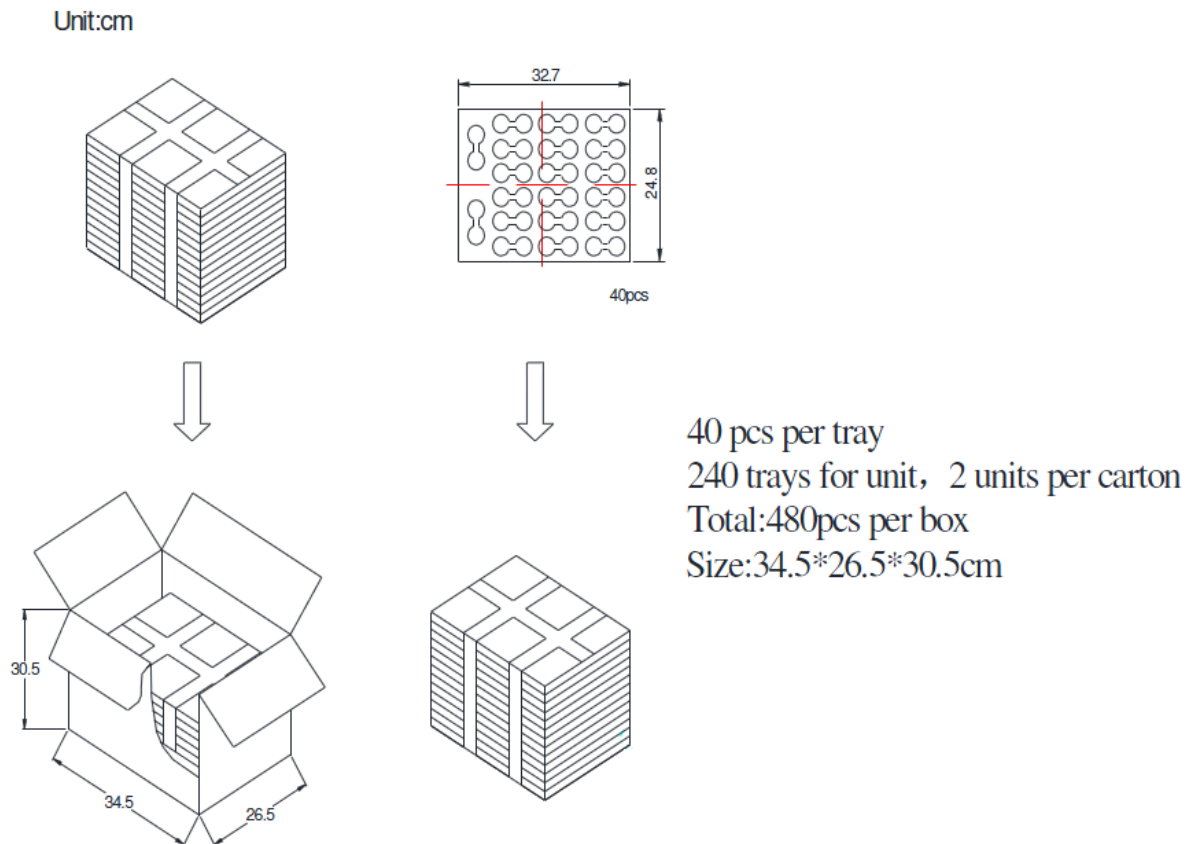 Unit:cm
32.7
24.8
40pcs
40 pcs per tray
240 trays for unit，2 units per carton
Total:480pcs per box
Size:34.5*26.5*30.5cm
30.5
34.5
26.5